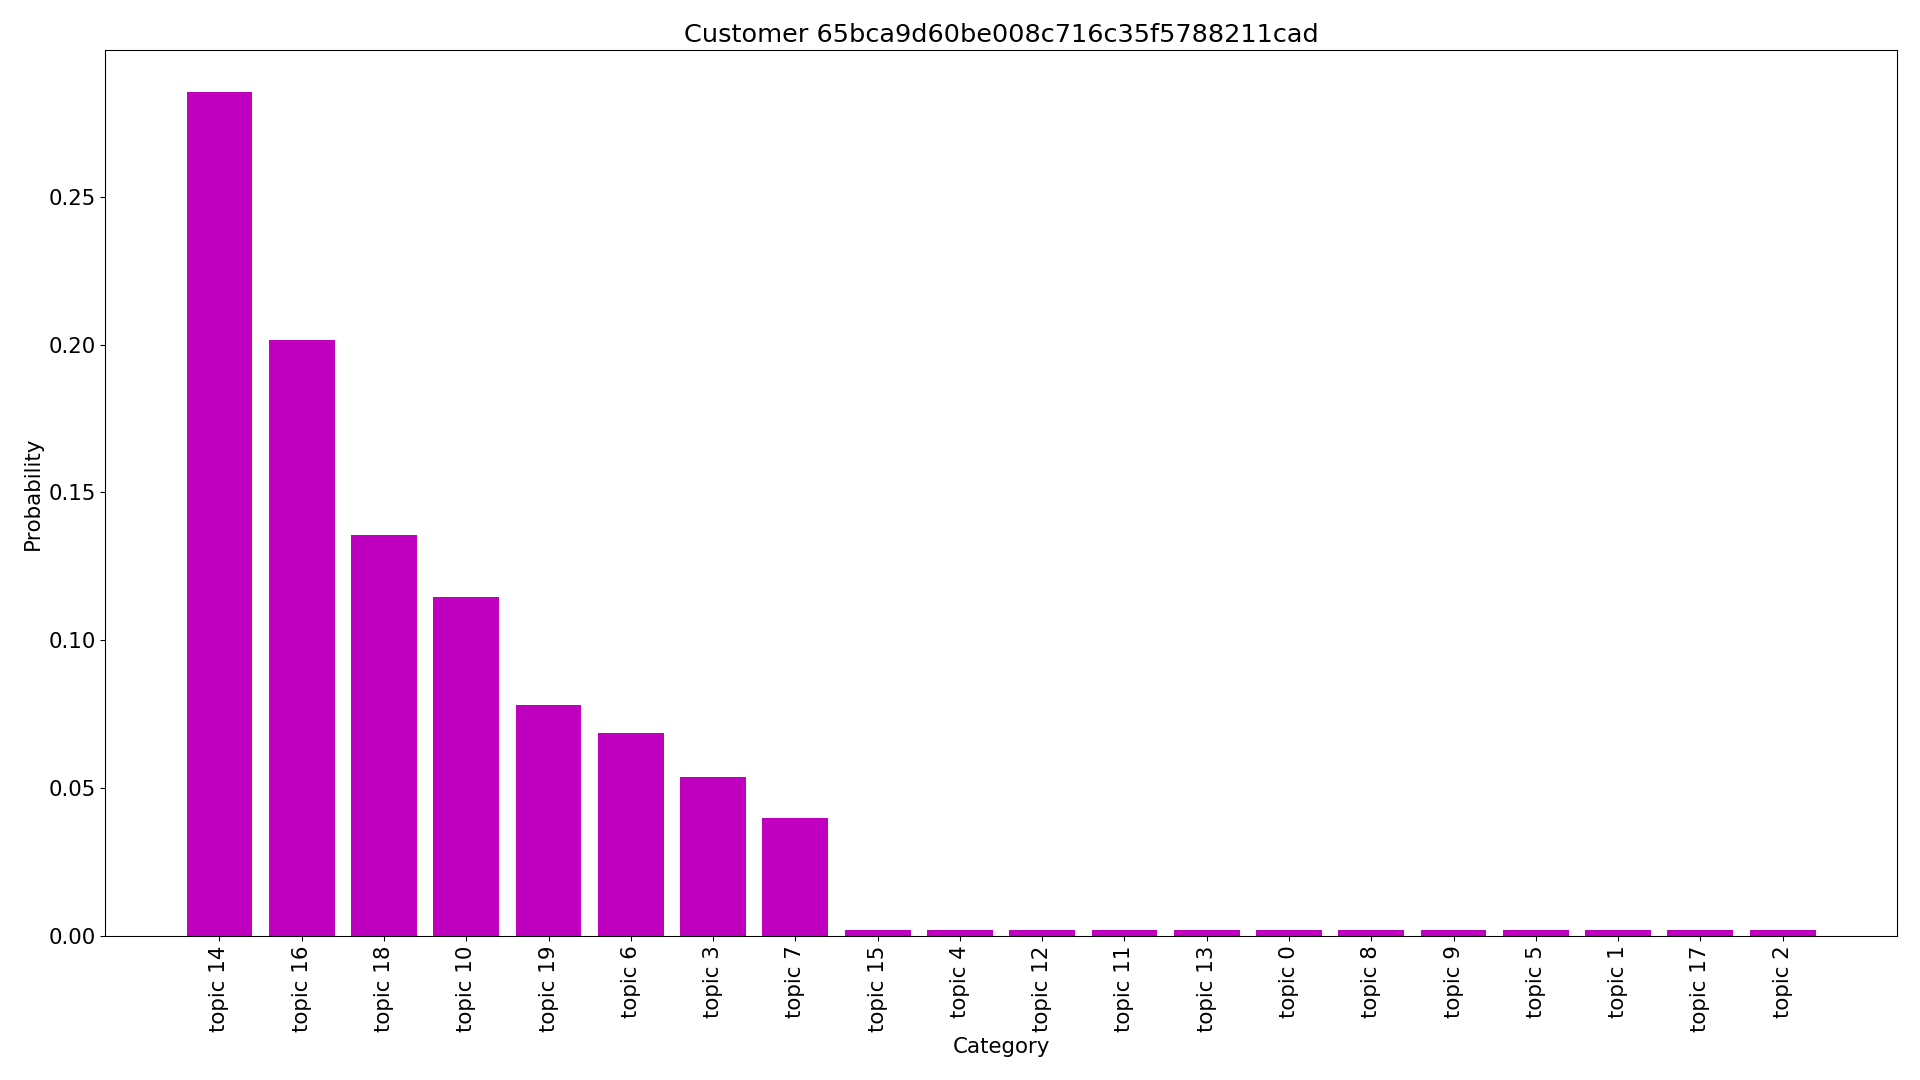 Customer 65bca9d60be008c716c35f5788211cad
Probability
0.25
0.20
0.15
0.10
0.05
0.00
topic 14
topic 16
topic 18
topic 10
topic 19
topic 6
topic 3
topic 7
topic 15
topic 4
topic 12
topic 11
topic 13
topic 0
topic 8
topic 9
topic 5
topic 1
topic 17
topic 2
Category